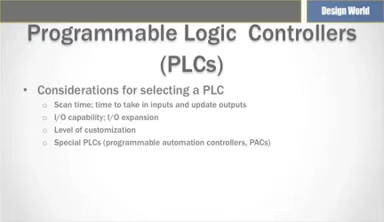 Design World
Programmable Logic Controllers
(PLCs)
• Considerations for selecting a PLC
o Scan time; time to take in inputs and update outputs
o I/O capability; I/O expansion
o Level of customization
o Special PLCs (programmable automation controllers, PACs)